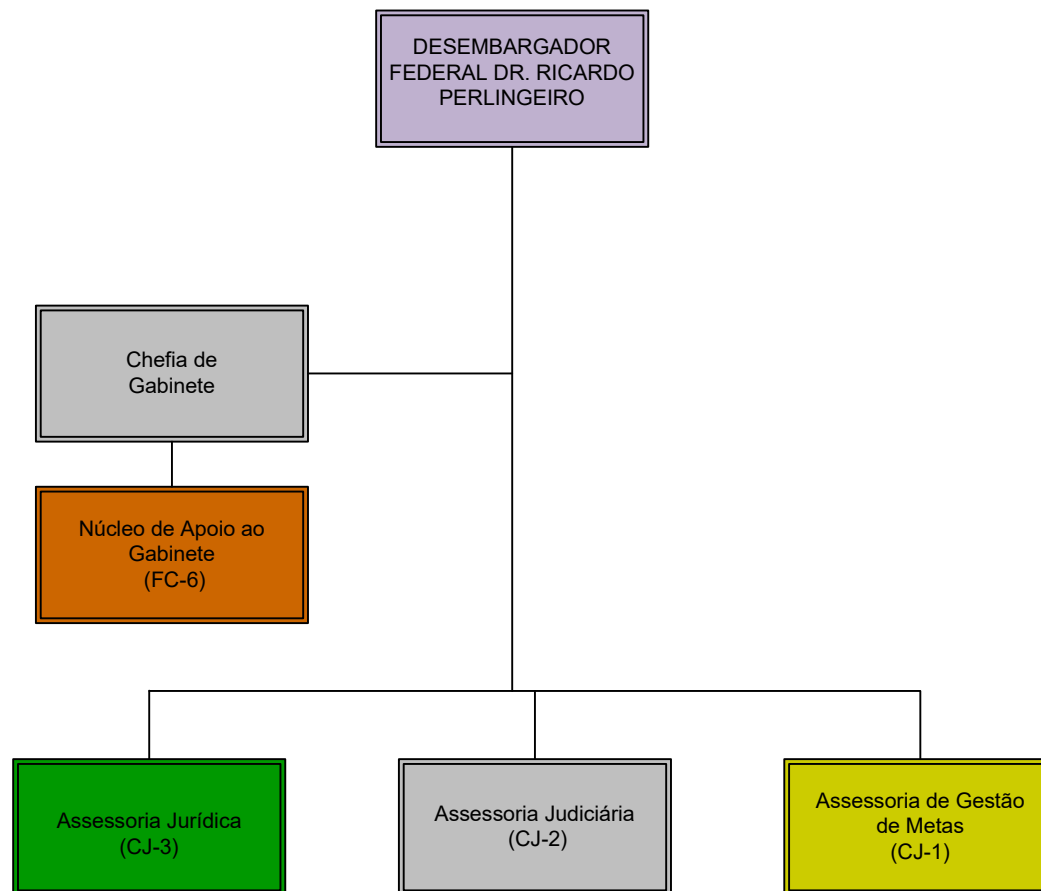 DESEMBARGADOR
FEDERAL DR. RICARDO
PERLINGEIRO
Chefia de
Gabinete
Núcleo de Apoio ao
Gabinete
(FC-6)
Assessoria Jurídica
(CJ-3)
Assessoria Judiciária
(CJ-2)
Assessoria de Gestão
de Metas
(CJ-1)